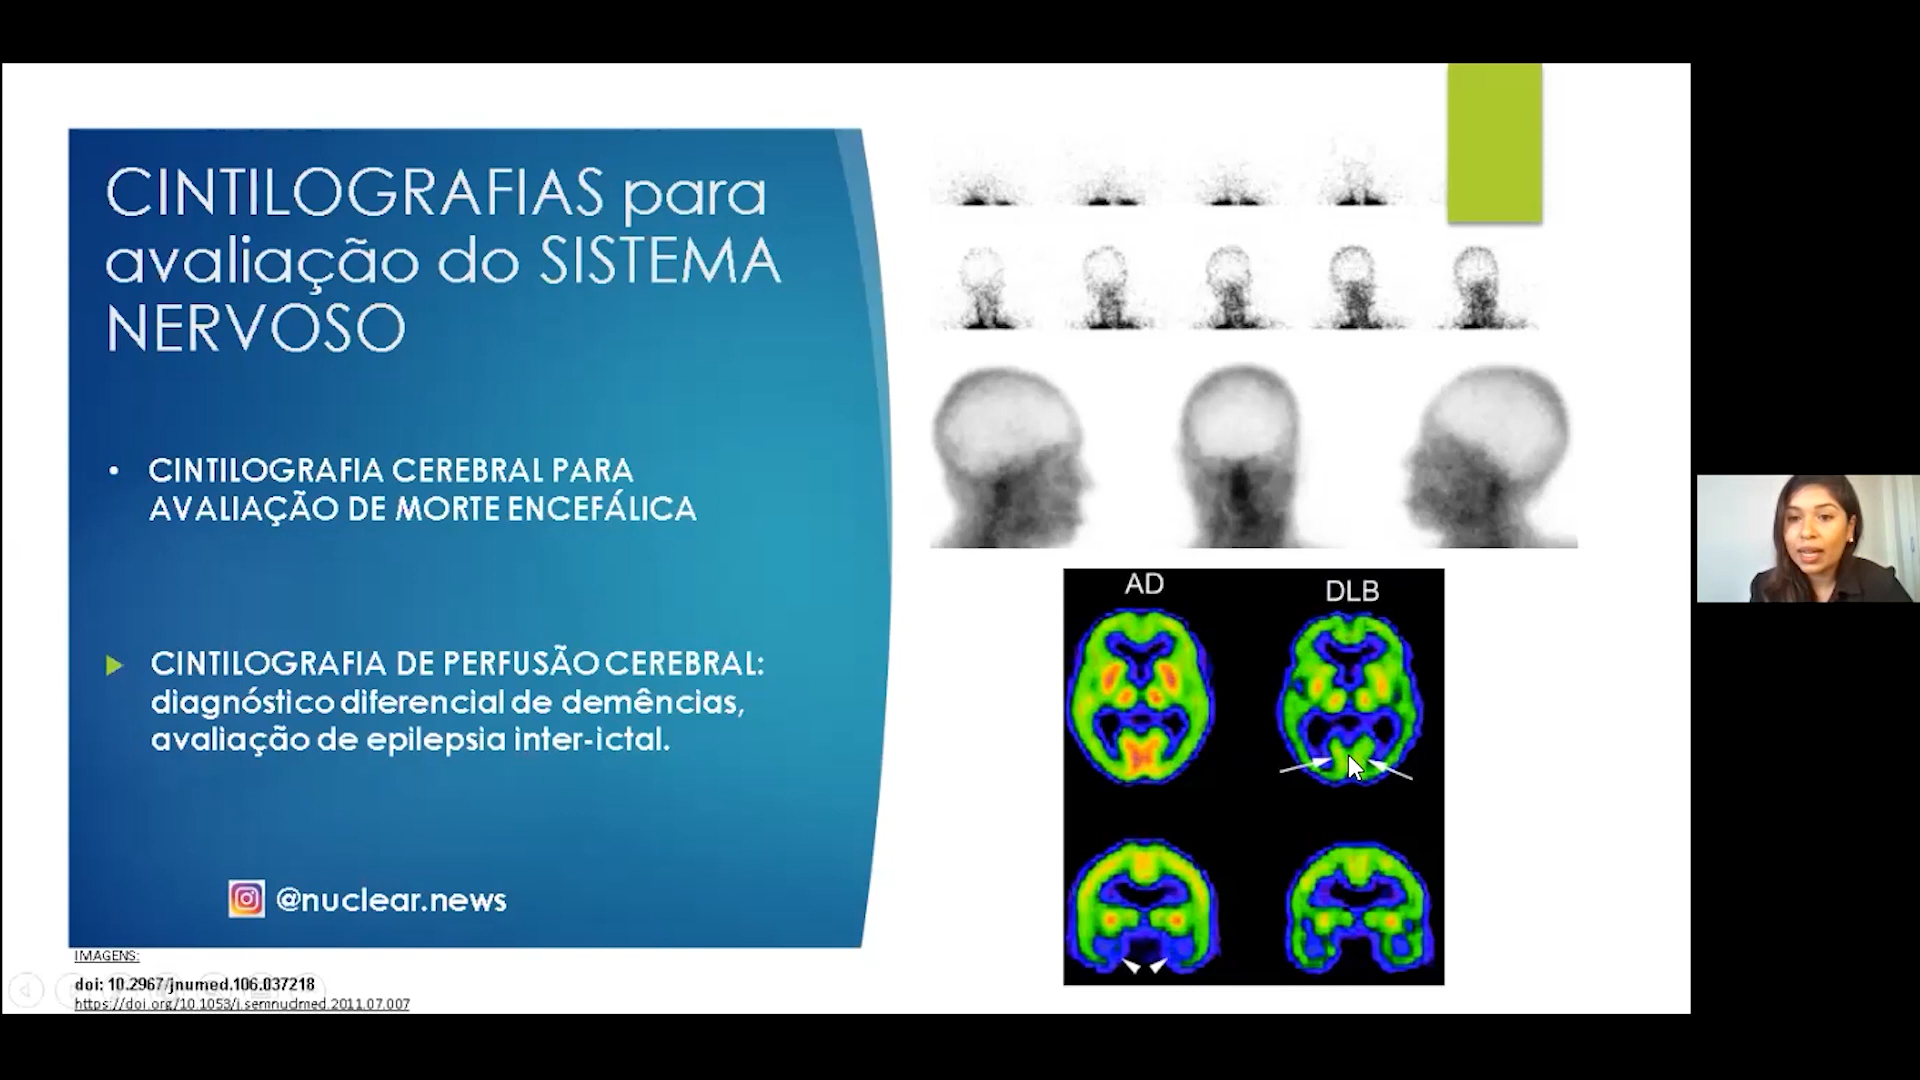 CINTILOGRAFIAS para
avaliação do SISTEMA
NERVOSO
• CINTILOGRAFIA CEREBRAL PARA
AVALIAÇÃO DE MORTE ENCEFÁLICA
CINTILOGRAFIA DE PERFUSÃO CEREBRAL:
diagnóstico diferencial de demências,
avaliação de epilepsia inter-ictal.
@nuclear.news
IMAGENS:
doi: 10.2967/jnumed.106.037218
https://doi.org/10.1053/j.semnuclmed.2011.07.007
AD
DLB